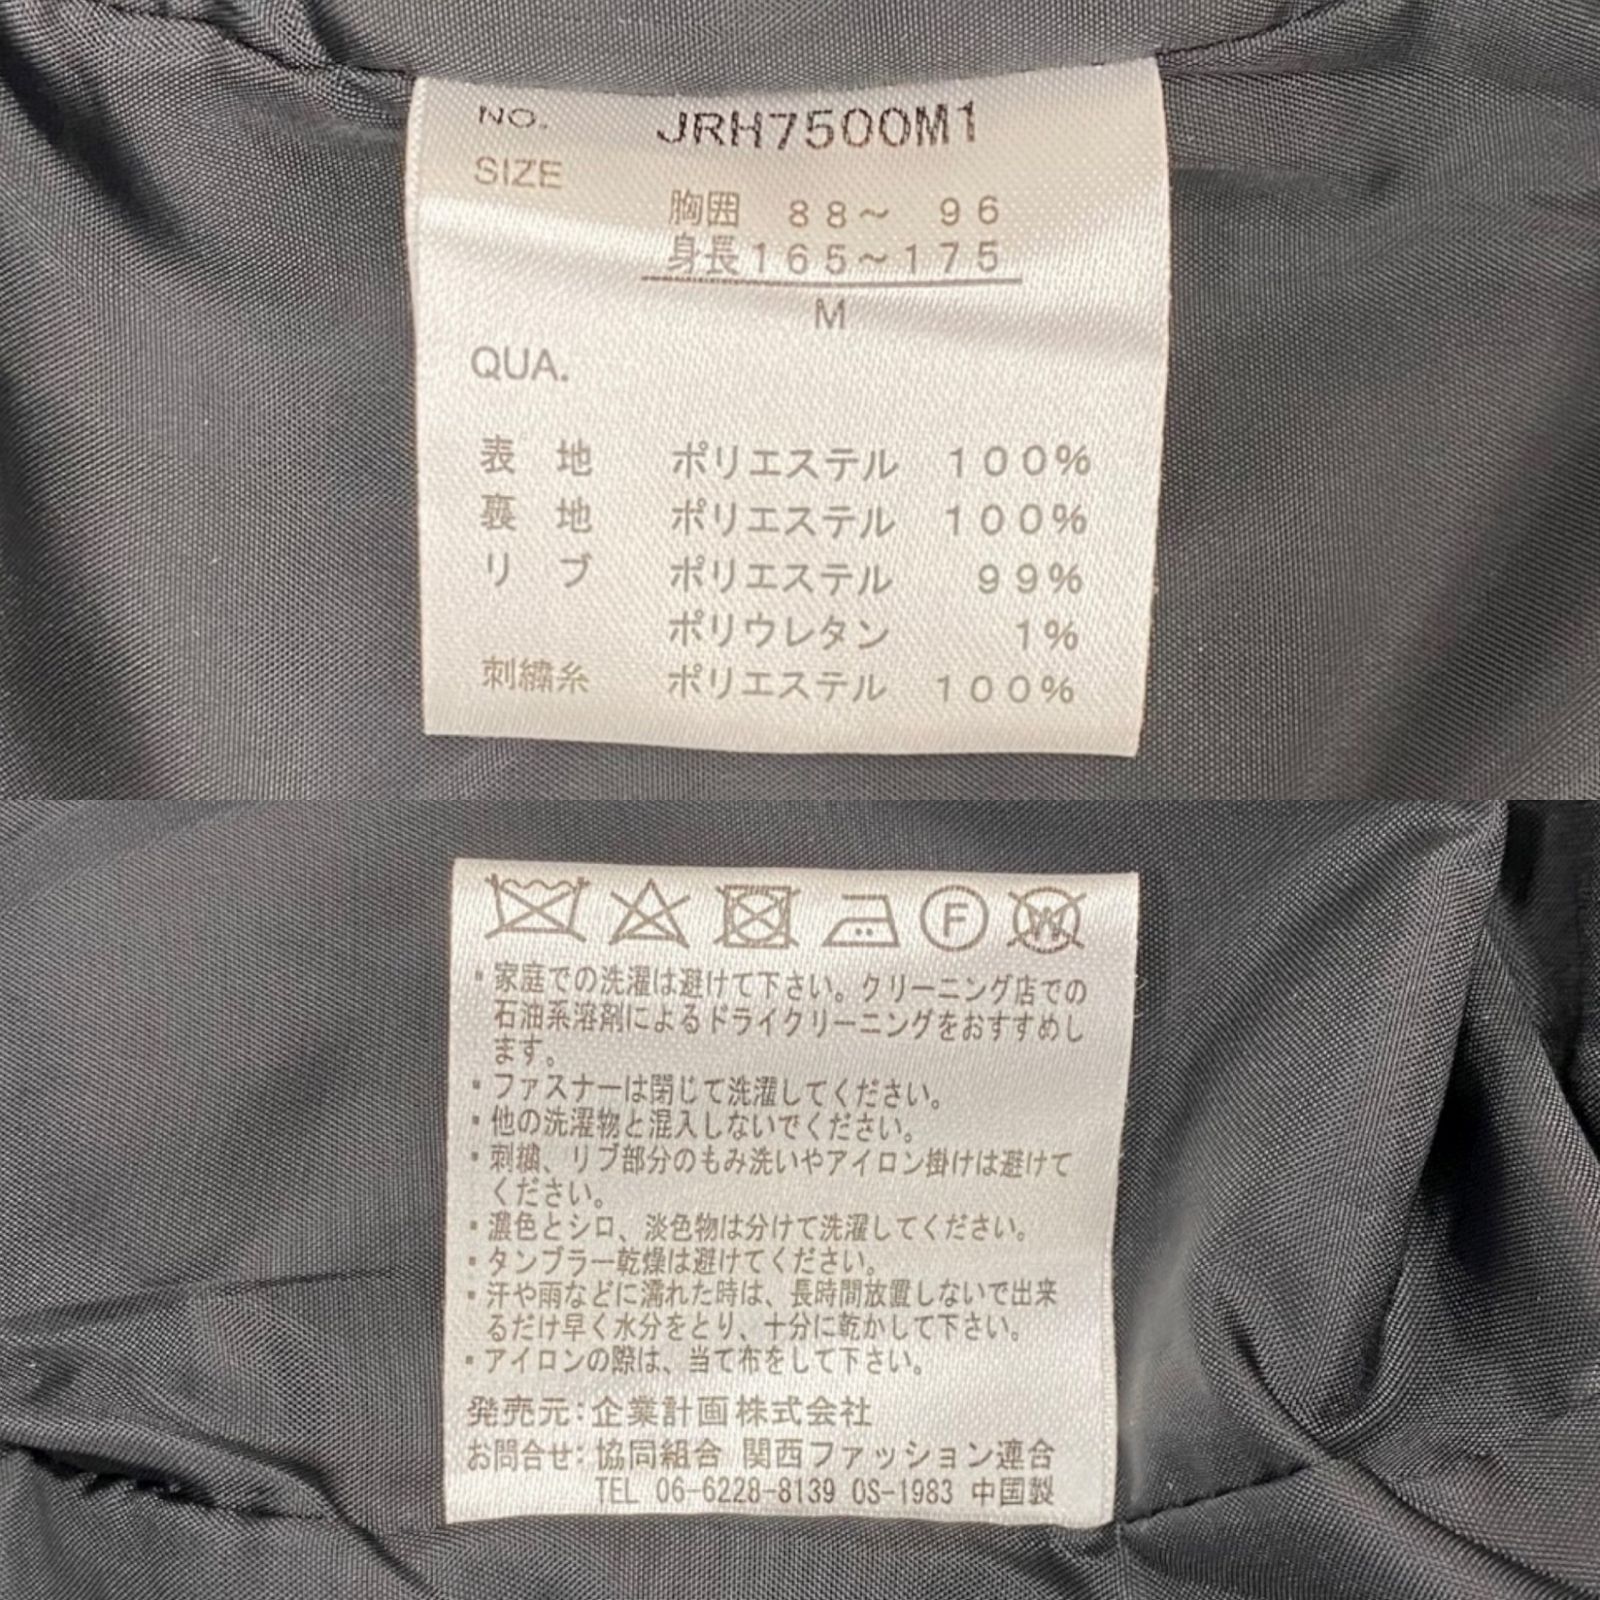 NO. JRH7500M1
SIZE
胸囲 88～ 96
身長165～175
M
QUA.
表 地 ポリエステル 100%
裏 地 ポリエステル 100%
リ ブ ポリエステル 99%
ポリウレタン 1%
刺繍糸 ポリエステル 100%
F W
・家庭での洗濯は避けて下さい。クリーニング店での
石油系溶剤によるドライクリーニングをおすすめし
ます。
・ファスナーは閉じて洗濯してください。
・他の洗濯物と混入しないでください。
・刺繍、リブ部分のもみ洗いやアイロン掛けは避けて
ください。
・濃色とシロ、淡色物は分けて洗濯してください。
・タンブラー乾燥は避けてください。
・汗や雨などに濡れた時は、長時間放置しないで出来
るだけ早く水分をとり、十分に乾かして下さい。
・アイロンの際は、当て布をして下さい。
発売元：企業計画株式会社
お問合せ：協同組合 関西ファッション連合
TEL 06-6228-8139 OS-1983 中国製